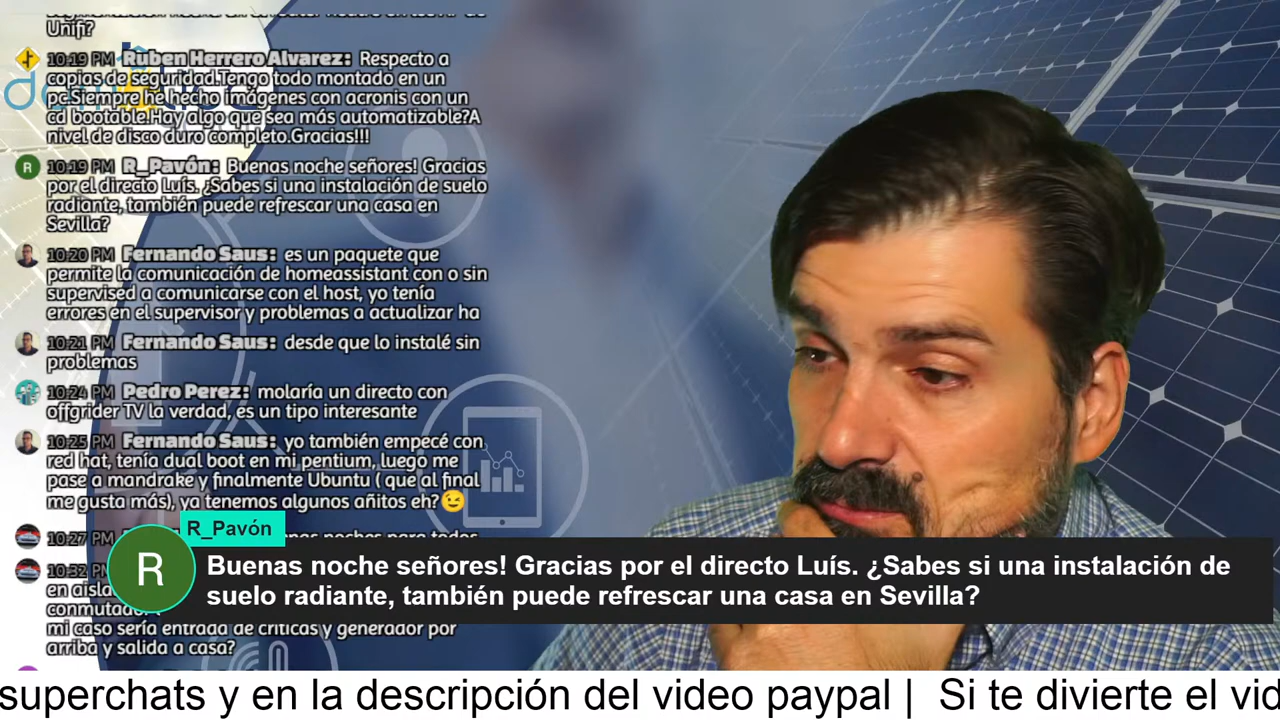 Unifi?
10:19 PM Ruben Herrero Alvarez: Respecto a
copias de seguridad.Tengo todo montado en un
pc.Siempre he hecho imágenes con acronis con un
cd bootable.Hay algo que sea más automatizable?A
nivel de disco duro completo.Gracias!!!
R
10:19 PM R_Pavón: Buenas noche señores! Gracias
por el directo Luís. ¿Sabes si una instalación de suelo
radiante, también puede refrescar una casa en
Sevilla?
10:20 PM Fernando Saus: es un paquete que
permite la comunicación de homeassistant con o sin
supervised a comunicarse con el host, yo tenía
errores en el supervisor y problemas a actualizar ha
10:21 PM Fernando Saus: desde que lo instalé sin
problemas
10:24 PM Pedro Perez: molaría un directo con
offgrider TV la verdad, es un tipo interesante
10:25 PM Fernando Saus: yo también empecé con
red hat, tenía dual boot en mi pentium, luego me
pase a mandrake y finalmente Ubuntu ( que al final
me gusta más), ya tenemos algunos añitos eh?😉
10:27 PM
10:32 PM
en aisla
conmutado
mi caso sería entrada de críticas y generador por
arriba y salida a casa?
R_Pavón
R
Buenas noche señores! Gracias por el directo Luís. ¿Sabes si una instalación de
suelo radiante, también puede refrescar una casa en Sevilla?
superchats y en la descripción del video paypal | Si te divierte el vid